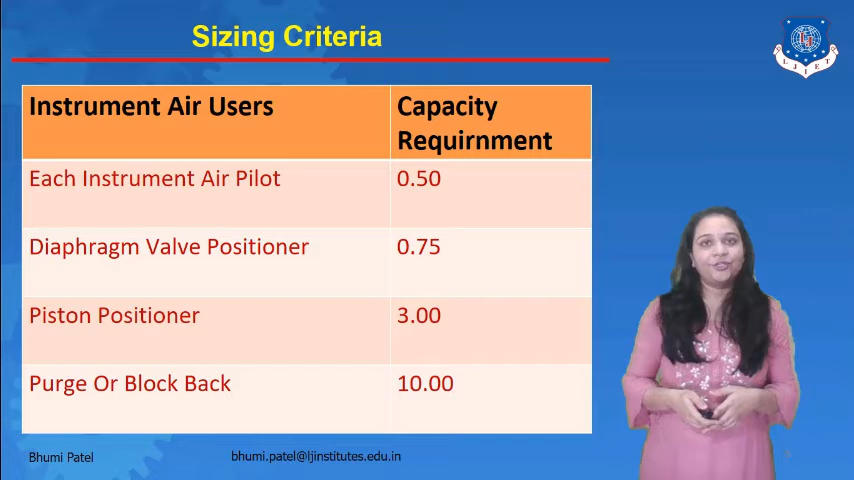 Sizing Criteria
LJIET
Instrument Air Users
Capacity
Requirnment
Each Instrument Air Pilot
0.50
Diaphragm Valve Positioner
0.75
Piston Positioner
3.00
Purge Or Block Back
10.00
Bhumi Patel
bhumi.patel@ljinstitutes.edu.in